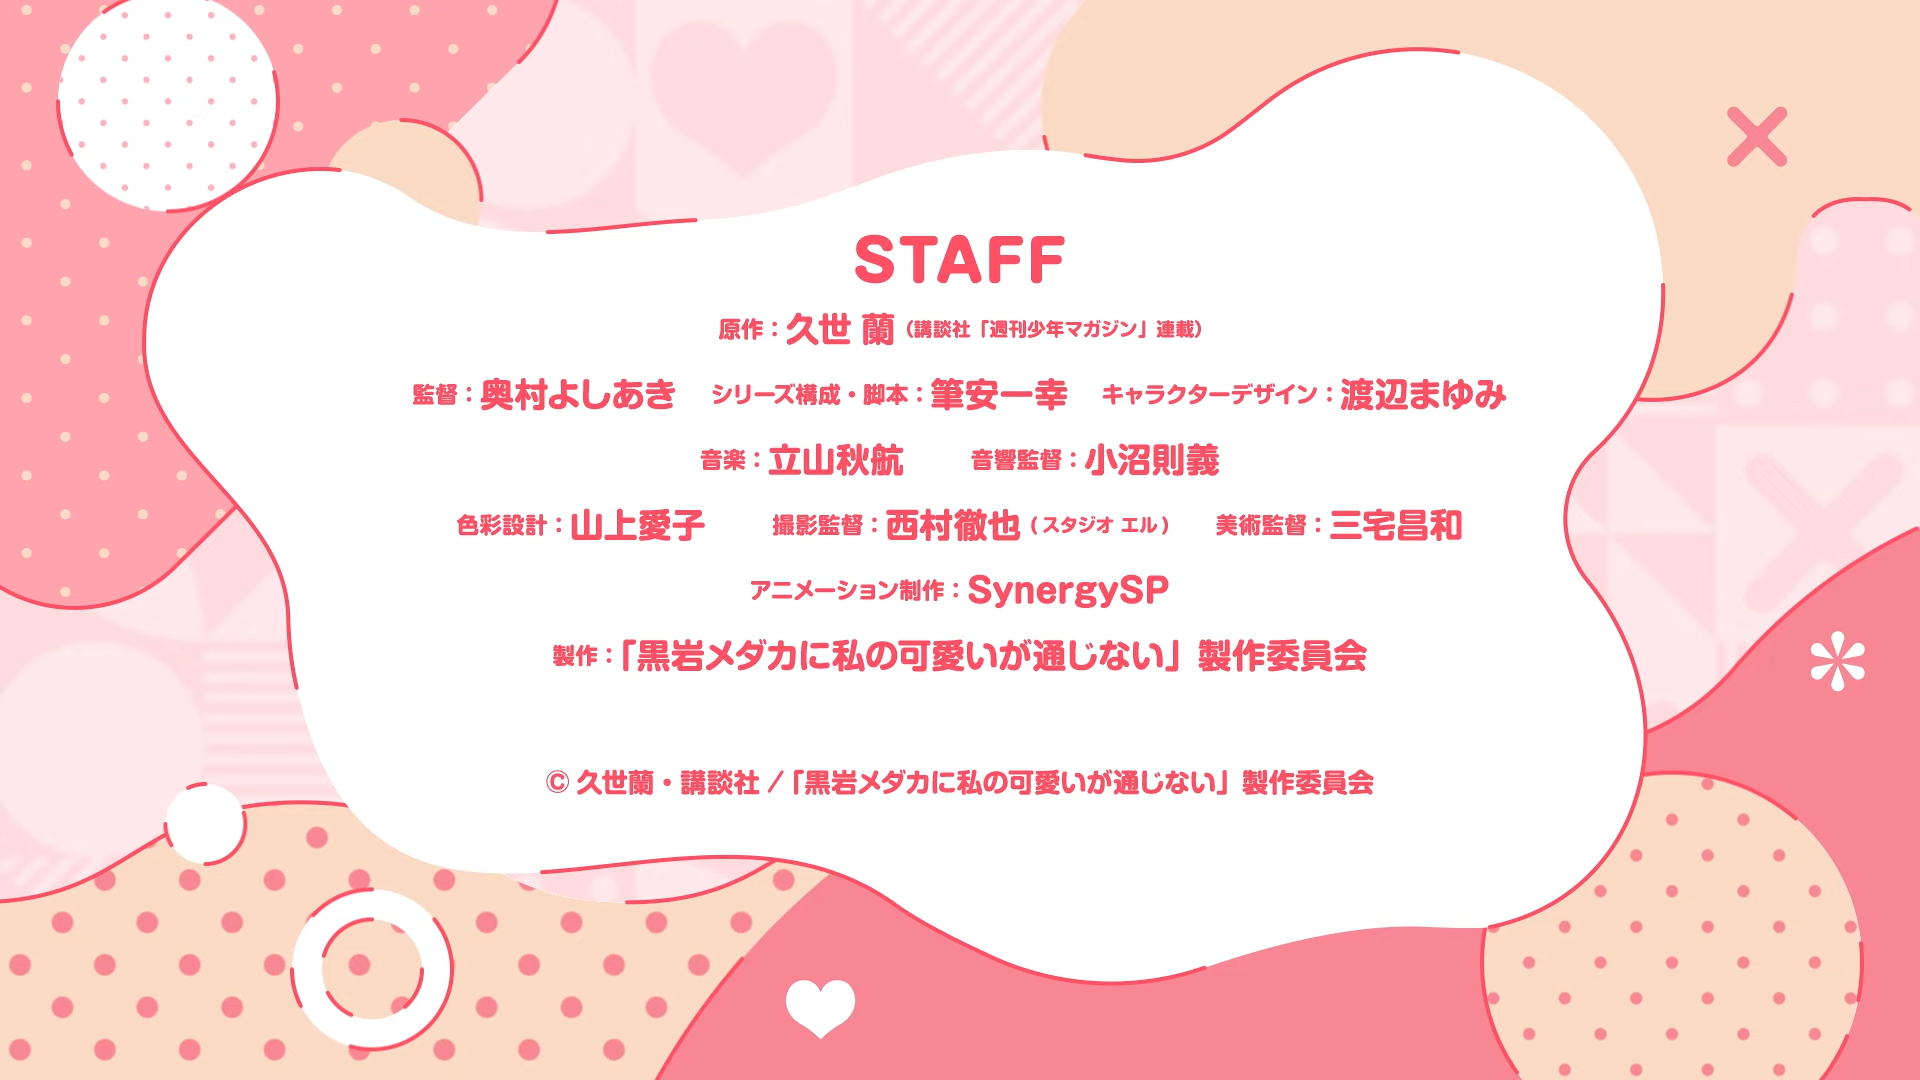 STAFF
原作：久世 蘭（講談社「週刊少年マガジン」連載）
監督：奥村よしあき　シリーズ構成・脚本：筆安一幸　キャラクターデザイン：渡辺まゆみ
音楽：立山秋航　音響監督：小沼則義
色彩設計：山上愛子　撮影監督：西村徹也（スタジオ エル）　美術監督：三宅昌和
アニメーション制作：SynergySP
製作：「黒岩メダカに私の可愛いが通じない」製作委員会
© 久世蘭・講談社／「黒岩メダカに私の可愛いが通じない」製作委員会